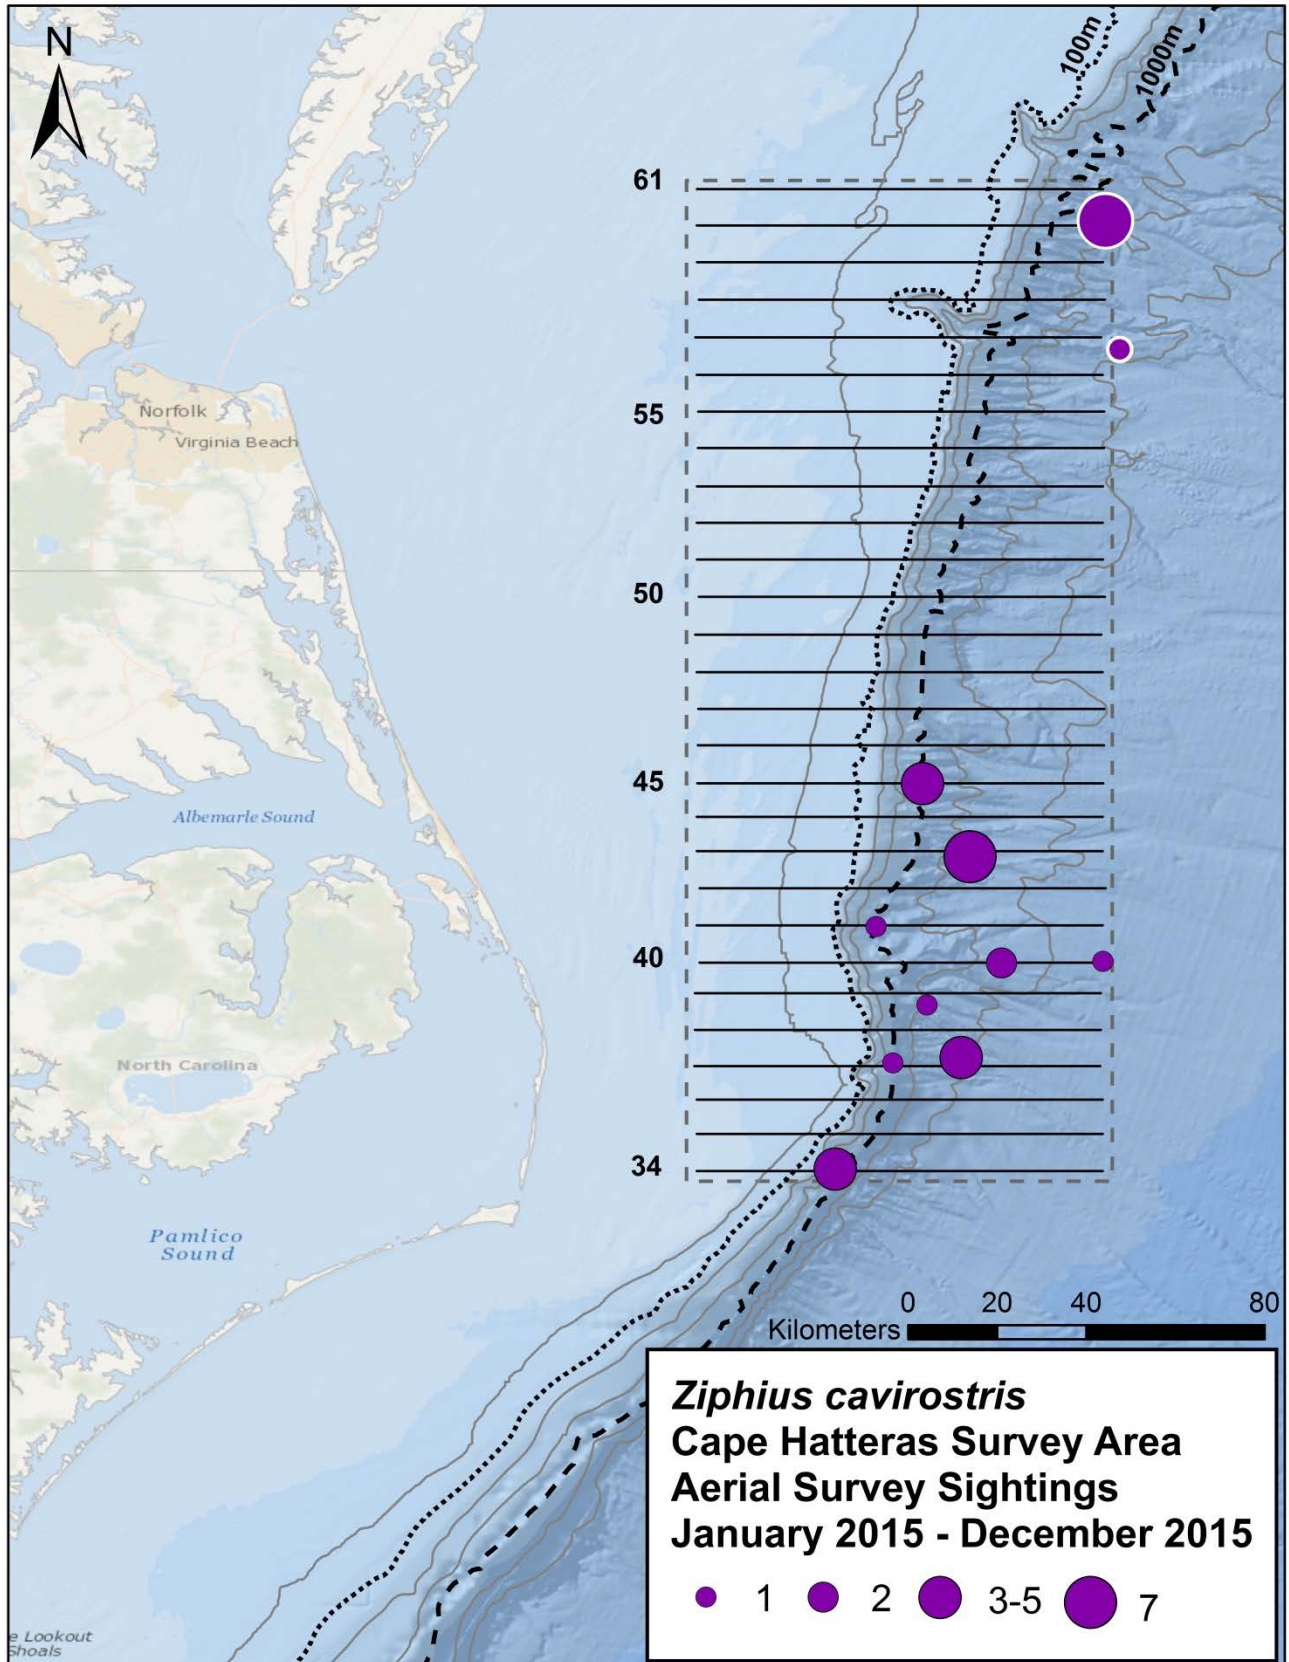 N
100m
1000m
61
Norfolk
Virginia Beach
55
50
45
Albemarle Sound
40
North Carolina
34
Pamlico
Sound
0 20 40 80
Kilometers
Ziphius cavirostris
Cape Hatteras Survey Area
Aerial Survey Sightings
January 2015 - December 2015
1 2 3-5 7
e Lookout
Shoals